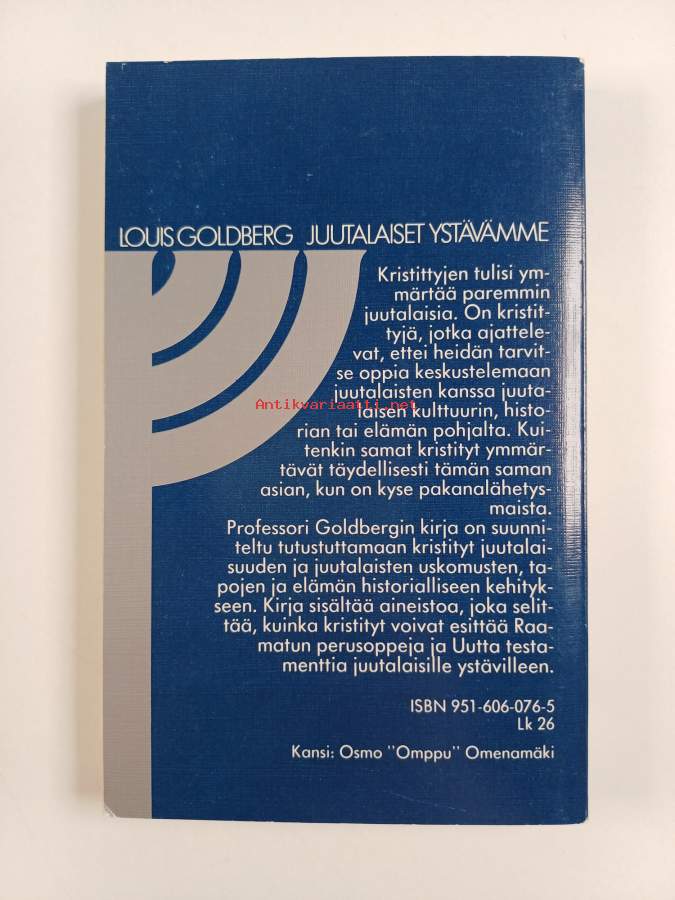 LOUIS GOLDBERG JUUTALAISET YSTÄVÄMME
Kristittyjen tulisi ym-
märtää paremmin
juutalaisia. On kristit-
tyjä, jotka ajattele-
vat, ettei heidän tarvit-
se oppia keskustelemaan
juutalaisten kanssa juuta-
Antikvariaatti.net
laisen kulttuurin, histo-
rian tai elämän pohjalta. Kui-
tenkin samat kristityt ymmär-
tävät täydellisesti tämän saman
asian, kun on kyse pakanalähetys-
maista.
Professori Goldbergin kirja on suunni-
teltu tutustuttamaan kristityt juutalai-
suuden ja juutalaisten uskomusten, ta-
pojen ja elämän historialliseen kehityk-
seen. Kirja sisältää aineistoa, joka selit-
tää, kuinka kristityt voivat esittää Raa-
matun perusoppeja ja Uutta testa-
menttia juutalaisille ystävilleen.
ISBN 951-606-076-5
Lk 26
Kansi: Osmo "Omppu" Omenamäki